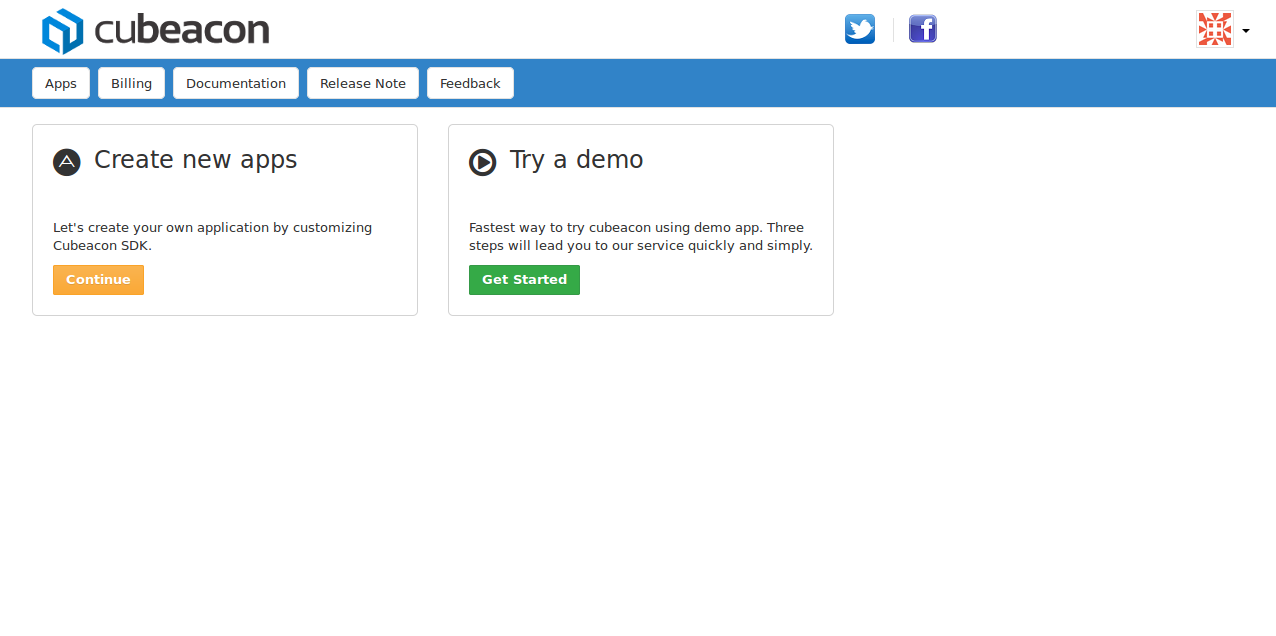 cubeacon
Apps Billing Documentation Release Note Feedback
Create new apps
Let's create your own application by customizing
Cubeacon SDK.
Continue
Try a demo
Fastest way to try cubeacon using demo app. Three
steps will lead you to our service quickly and simply.
Get Started